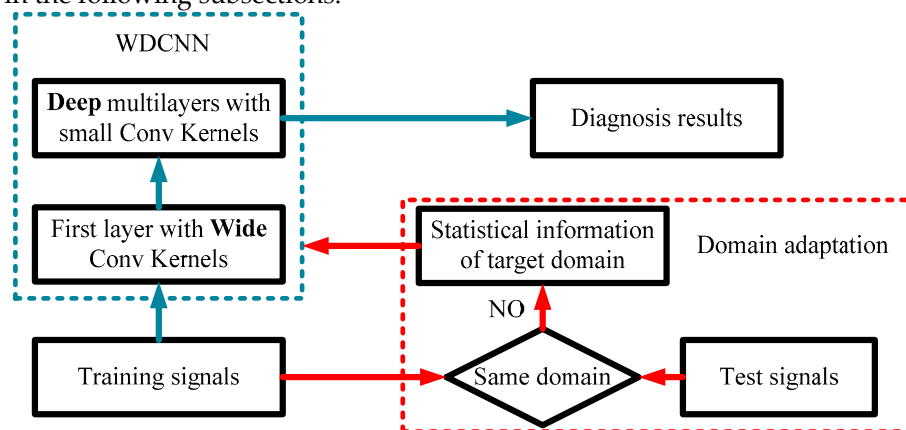 in the following subsections.
WDCNN
Deep multilayers with
small Conv Kernels
Diagnosis results
First layer with Wide
Conv Kernels
Statistical information
of target domain
Domain adaptation
NO
Training signals
Same domain
Test signals